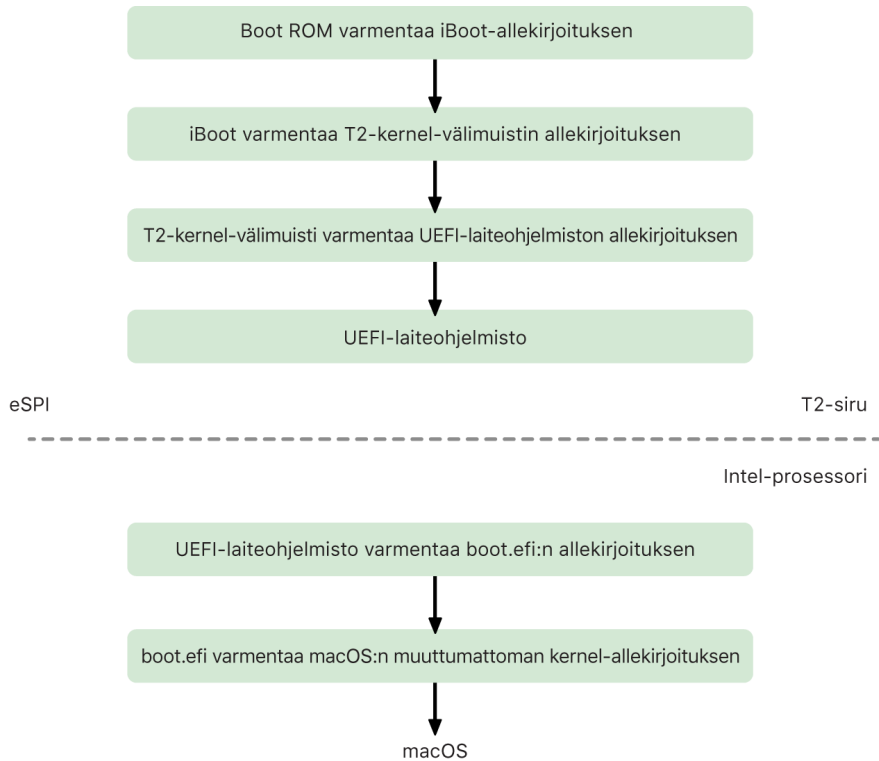 Boot ROM varmentaa iBoot-allekirjoituksen
iBoot varmentaa T2-kernel-välimuistin allekirjoituksen
T2-kernel-välimuisti varmentaa UEFI-laiteohjelmiston allekirjoituksen
UEFI-laiteohjelmisto
eSPI
T2-siru
Intel-prosessori
UEFI-laiteohjelmisto varmentaa boot.efi:n allekirjoituksen
boot.efi varmentaa macOS:n muuttumattoman kernel-allekirjoituksen
macOS